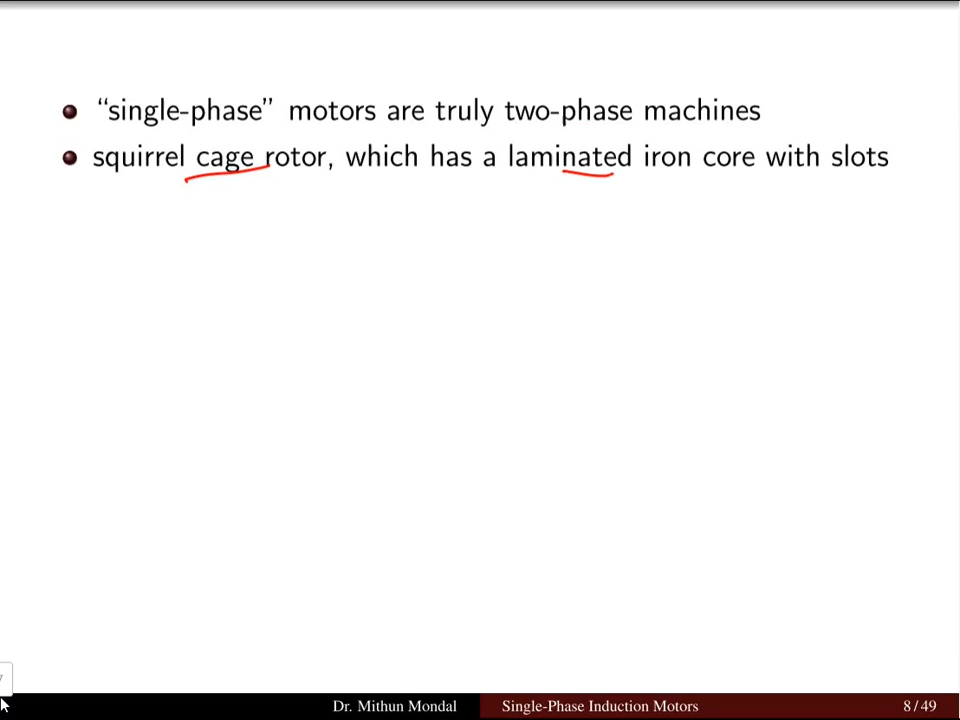 “single-phase” motors are truly two-phase machines
squirrel cage rotor, which has a laminated iron core with slots
Dr. Mithun Mondal Single-Phase Induction Motors 8/49